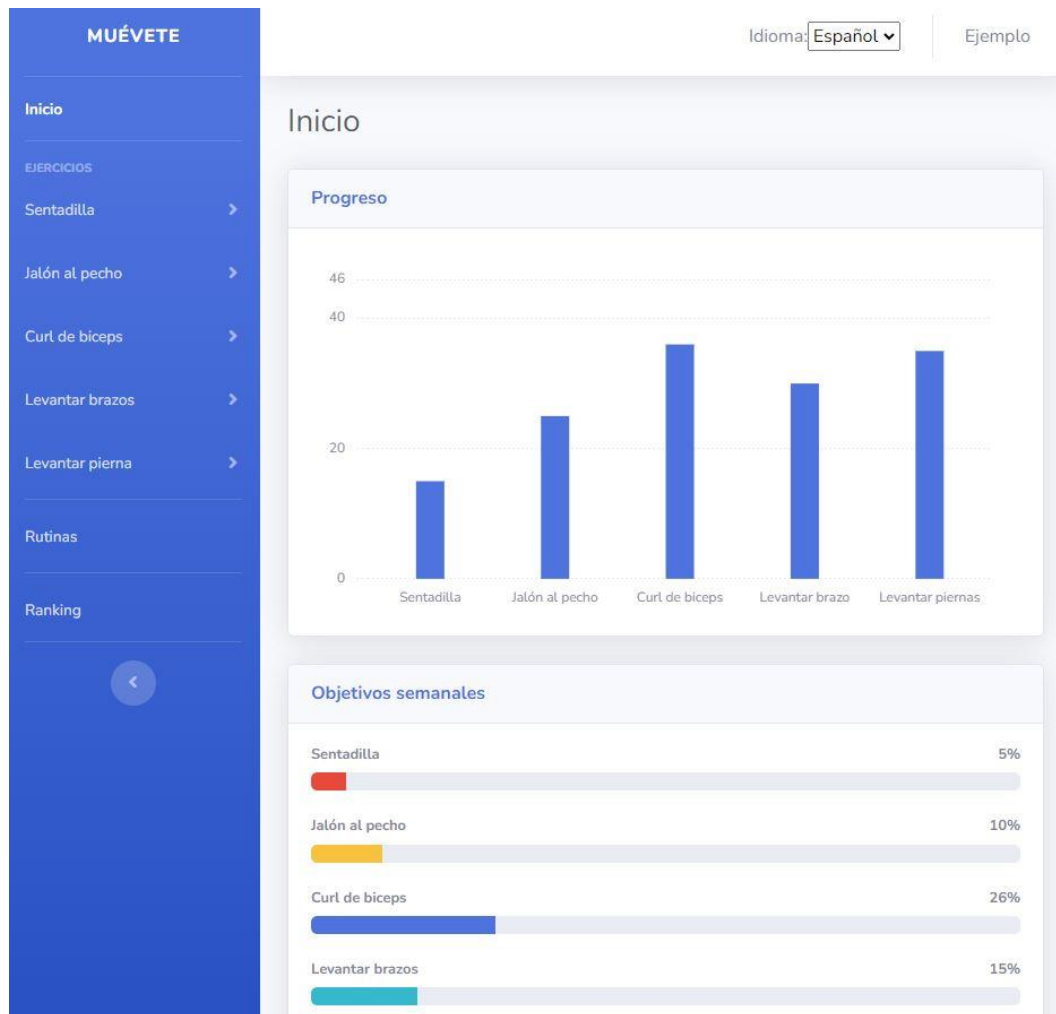 MUÉVETE
Inicio
EJERCICIOS
Sentadilla
Jalón al pecho
Curl de biceps
Levantar brazos
Levantar pierna
Rutinas
Ranking
Idioma: Español Ejemplo
Inicio
Progreso
46
40
20
0
Sentadilla Jalón al pecho Curl de biceps Levantar brazo Levantar piernas
Objetivos semanales
Sentadilla 5%
Jalón al pecho 10%
Curl de biceps 26%
Levantar brazos 15%